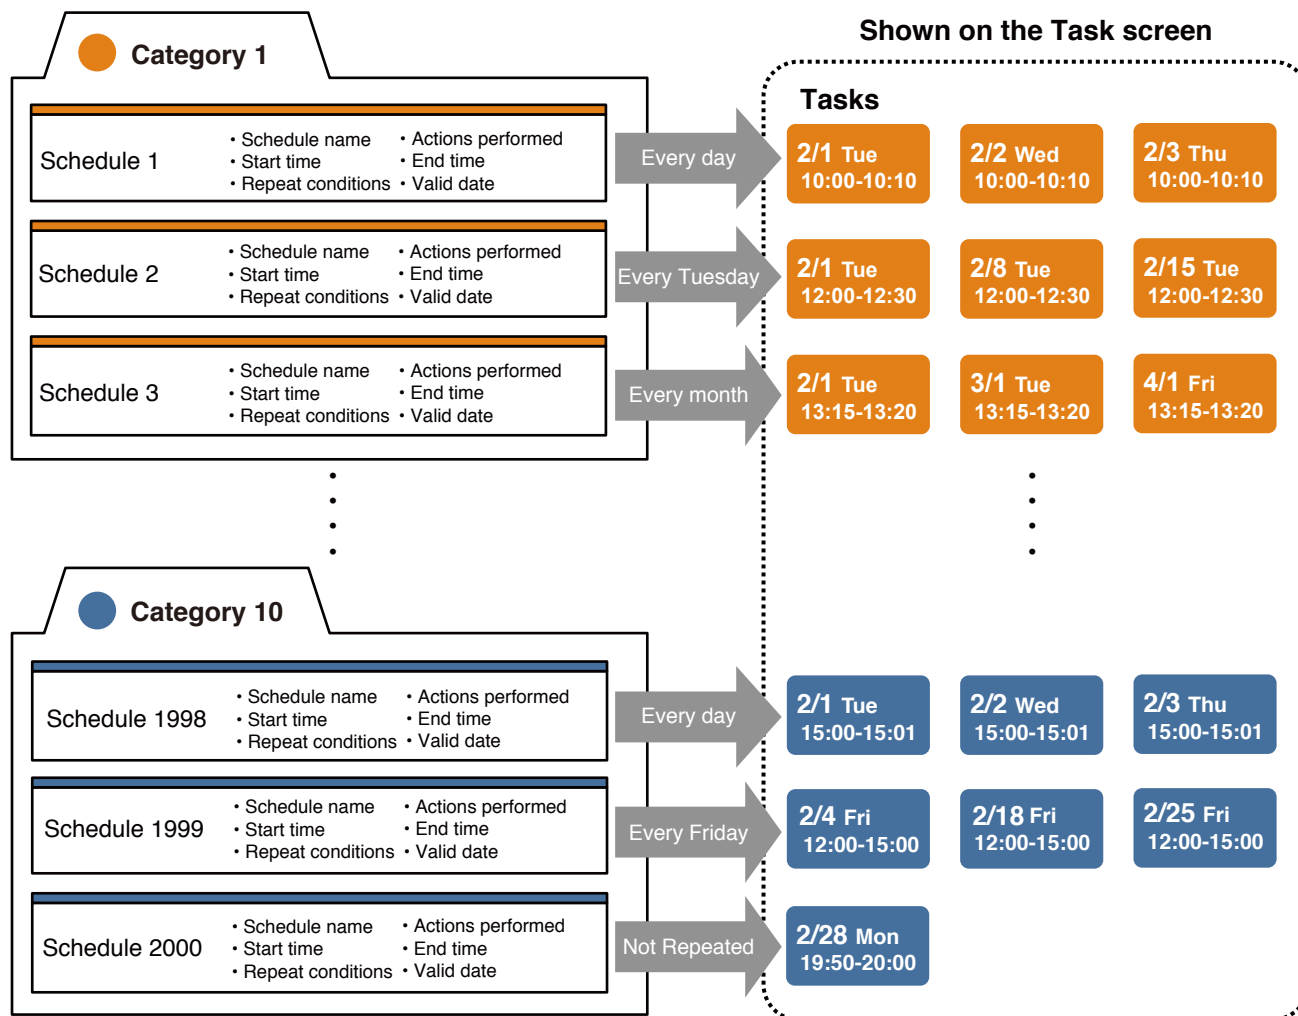 Shown on the Task screen
Category 1
Tasks
Schedule 1
• Schedule name • Actions performed
• Start time • End time
• Repeat conditions • Valid date
Every day
2/1 Tue
10:00-10:10
2/2 Wed
10:00-10:10
2/3 Thu
10:00-10:10
Schedule 2
• Schedule name • Actions performed
• Start time • End time
• Repeat conditions • Valid date
Every Tuesday
2/1 Tue
12:00-12:30
2/8 Tue
12:00-12:30
2/15 Tue
12:00-12:30
Schedule 3
• Schedule name • Actions performed
• Start time • End time
• Repeat conditions • Valid date
Every month
2/1 Tue
13:15-13:20
3/1 Tue
13:15-13:20
4/1 Fri
13:15-13:20
Category 10
Schedule 1998
• Schedule name • Actions performed
• Start time • End time
• Repeat conditions • Valid date
Every day
2/1 Tue
15:00-15:01
2/2 Wed
15:00-15:01
2/3 Thu
15:00-15:01
Schedule 1999
• Schedule name • Actions performed
• Start time • End time
• Repeat conditions • Valid date
Every Friday
2/4 Fri
12:00-15:00
2/18 Fri
12:00-15:00
2/25 Fri
12:00-15:00
Schedule 2000
• Schedule name • Actions performed
• Start time • End time
• Repeat conditions • Valid date
Not Repeated
2/28 Mon
19:50-20:00